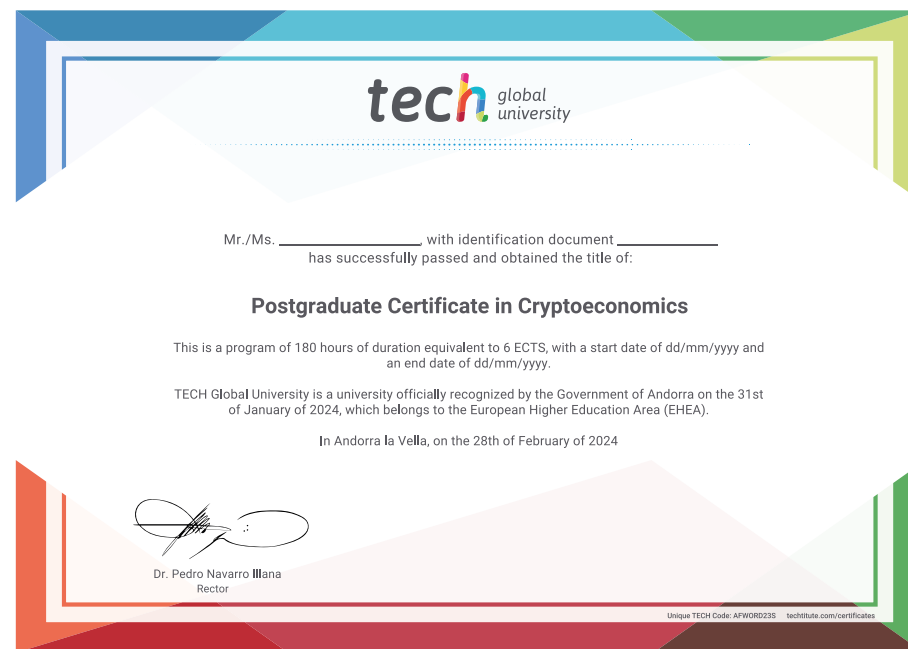 tech global university
Mr./Ms. ____________, with identification document ____________
has successfully passed and obtained the title of:
Postgraduate Certificate in Cryptoeconomics
This is a program of 180 hours of duration equivalent to 6 ECTS, with a start date of dd/mm/yyyy and
an end date of dd/mm/yyyy.
TECH Global University is a university officially recognized by the Government of Andorra on the 31st
of January of 2024, which belongs to the European Higher Education Area (EHEA).
In Andorra la Vella, on the 28th of February of 2024
Dr. Pedro Navarro Illana
Rector
Unique TECH Code: AFWORD23S techtitute.com/certificates